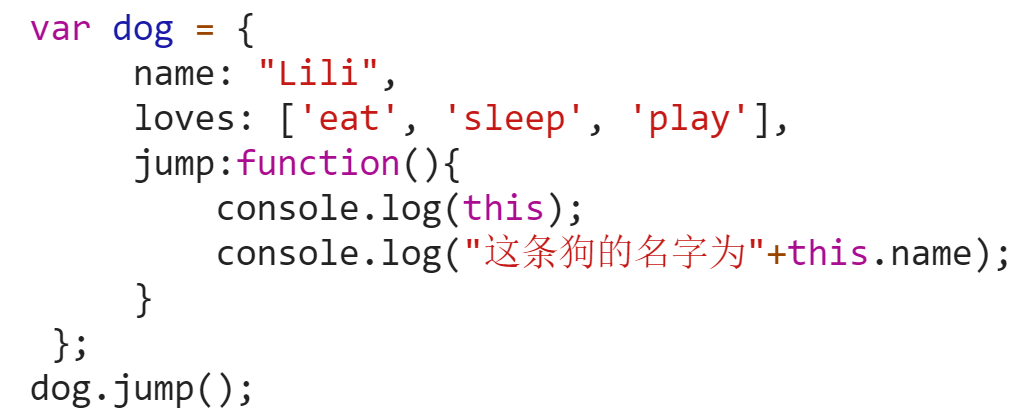 var dog = {
     name: "Lili",
     loves: ['eat', 'sleep', 'play'],
     jump:function(){
         console.log(this);
         console.log("这条狗的名字为"+this.name);
     }
 };
dog.jump();